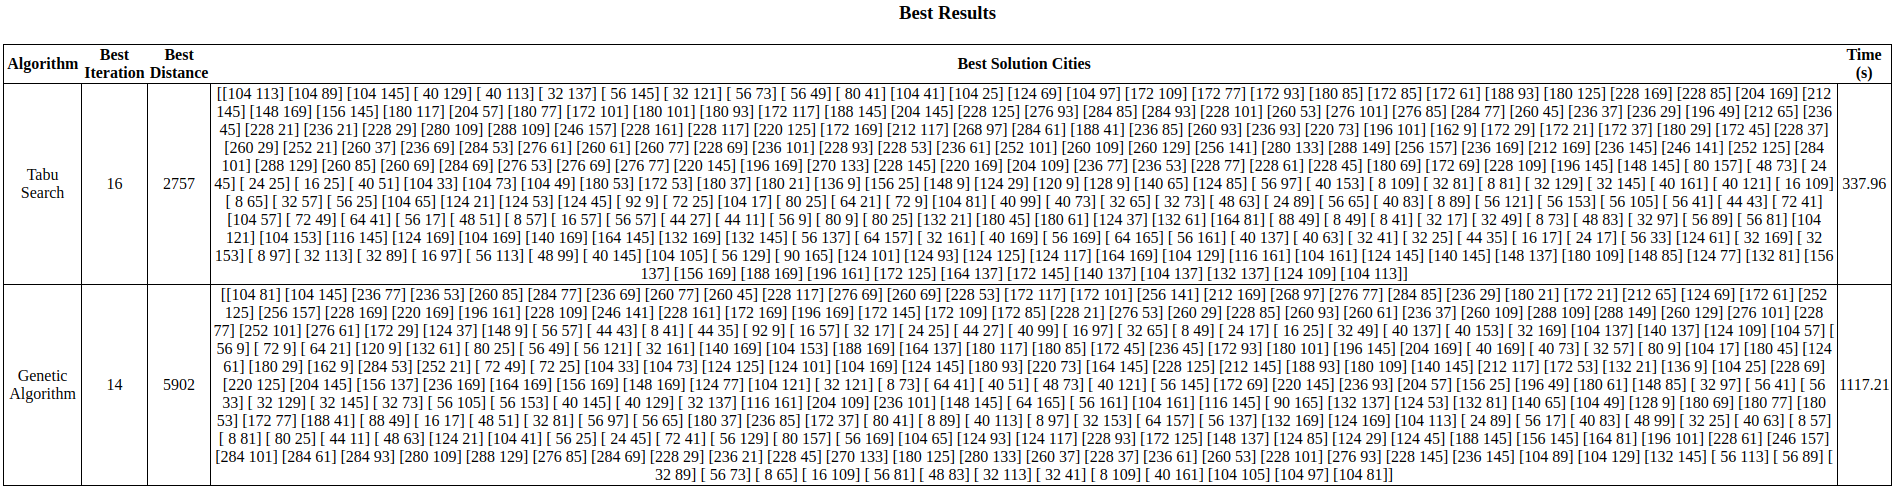 Best Results
Algorithm Best Iteration Best Distance Best Solution Cities Time (s)
[[104 113] [104 89] [104 145] [ 40 129] [ 40 113] [ 32 137] [ 56 145] [ 32 121] [ 56 73] [ 56 49] [ 80 41] [104 41] [104 25] [124 69] [104 97] [172 109] [172 77] [172 93] [180 85] [172 85] [172 61] [188 93] [180 125] [228 169] [228 85] [204 169] [212
145] [148 169] [156 145] [180 117] [204 57] [180 77] [172 101] [180 101] [180 93] [172 117] [188 145] [204 145] [228 125] [276 93] [284 85] [284 93] [228 101] [260 53] [276 101] [276 85] [284 77] [260 45] [236 37] [236 29] [196 49] [212 65] [236
45] [228 21] [236 21] [228 29] [280 109] [288 109] [246 157] [228 161] [228 117] [220 125] [172 169] [212 117] [268 97] [284 61] [188 41] [236 85] [260 93] [236 93] [220 73] [196 101] [162 9] [172 29] [172 21] [172 37] [180 29] [172 45] [228 37]
[260 29] [252 21] [260 37] [236 69] [284 53] [276 61] [260 61] [260 77] [228 69] [236 101] [228 93] [228 53] [236 61] [252 101] [260 109] [260 129] [256 141] [280 133] [288 149] [256 157] [236 169] [212 169] [236 145] [246 141] [252 125] [284
101] [288 129] [260 85] [260 69] [284 69] [276 53] [276 69] [276 77] [220 145] [196 169] [270 133] [228 145] [220 169] [204 109] [236 77] [236 53] [228 77] [228 61] [228 45] [180 69] [172 69] [228 109] [196 145] [148 145] [ 80 157] [ 48 73] [ 24
Tabu Search 16 2757 45] [ 24 25] [ 16 25] [ 40 51] [104 33] [104 73] [104 49] [180 53] [172 53] [180 37] [180 21] [136 9] [156 25] [148 9] [124 29] [120 9] [128 9] [140 65] [124 85] [ 56 97] [ 40 153] [ 8 109] [ 32 81] [ 8 81] [ 32 129] [ 32 145] [ 40 161] [ 40 121] [ 16 109] 337.96
[ 8 65] [ 32 57] [ 56 25] [104 65] [124 21] [124 53] [124 45] [ 92 9] [ 72 25] [104 17] [ 80 25] [ 64 21] [ 72 9] [104 81] [ 40 99] [ 40 73] [ 32 65] [ 32 73] [ 48 63] [ 24 89] [ 56 65] [ 40 83] [ 8 89] [ 56 121] [ 56 153] [ 56 105] [ 56 41] [ 44 43] [ 72 41]
[104 57] [ 72 49] [ 64 41] [ 56 17] [ 48 51] [ 8 57] [ 16 57] [ 56 57] [ 44 27] [ 44 11] [ 56 9] [ 80 9] [ 80 25] [132 21] [180 45] [180 61] [124 37] [132 61] [164 81] [ 88 49] [ 8 49] [ 8 41] [ 32 17] [ 32 49] [ 8 73] [ 48 83] [ 32 97] [ 56 89] [ 56 81] [104
121] [104 153] [116 145] [124 169] [104 169] [140 169] [164 145] [132 169] [132 145] [ 56 137] [ 64 157] [ 32 161] [ 40 169] [ 56 169] [ 64 165] [ 56 161] [ 40 137] [ 40 63] [ 32 41] [ 32 25] [ 44 35] [ 16 17] [ 24 17] [ 56 33] [124 61] [ 32 169] [ 32
153] [ 8 97] [ 32 113] [ 32 89] [ 16 97] [ 56 113] [ 48 99] [ 40 145] [104 105] [ 56 129] [ 90 165] [124 101] [124 93] [124 125] [124 117] [164 169] [104 129] [116 161] [104 161] [124 145] [140 145] [148 137] [180 109] [148 85] [124 77] [132 81] [156
137] [156 169] [188 169] [196 161] [172 125] [164 137] [172 145] [140 137] [104 137] [132 137] [124 109] [104 113]]
[[104 81] [104 145] [236 77] [236 53] [260 85] [284 77] [236 69] [260 77] [260 45] [228 117] [276 69] [260 69] [228 53] [172 117] [172 101] [256 141] [212 169] [268 97] [276 77] [284 85] [236 29] [180 21] [172 21] [212 65] [124 69] [172 61] [252
125] [256 157] [228 169] [220 169] [196 161] [228 109] [246 141] [228 161] [172 169] [196 169] [172 145] [172 109] [172 85] [228 21] [276 53] [260 29] [228 85] [260 93] [260 61] [236 37] [260 109] [288 109] [288 149] [260 129] [276 101] [228
77] [252 101] [276 61] [172 29] [124 37] [148 9] [ 56 57] [ 44 43] [ 8 41] [ 44 35] [ 92 9] [ 16 57] [ 32 17] [ 24 25] [ 44 27] [ 40 99] [ 16 97] [ 32 65] [ 8 49] [ 24 17] [ 16 25] [ 32 49] [ 40 137] [ 40 153] [ 32 169] [104 137] [140 137] [124 109] [104 57] [
56 9] [ 72 9] [ 64 21] [120 9] [132 61] [ 80 25] [ 56 49] [ 56 121] [ 32 161] [140 169] [104 153] [188 169] [164 137] [180 117] [180 85] [172 45] [236 45] [172 93] [180 101] [196 145] [204 169] [ 40 169] [ 40 73] [ 32 57] [ 80 9] [104 17] [180 45] [124
61] [180 29] [162 9] [284 53] [252 21] [ 72 49] [ 72 25] [104 33] [104 73] [124 125] [124 101] [104 169] [124 145] [180 93] [220 73] [164 145] [228 125] [212 145] [188 93] [180 109] [140 145] [212 117] [172 53] [132 21] [136 9] [104 25] [228 69]
Genetic Algorithm 14 5902 [220 125] [204 145] [156 137] [236 169] [164 169] [156 169] [148 169] [124 77] [104 121] [ 32 121] [ 8 73] [ 64 41] [ 40 51] [ 48 73] [ 40 121] [ 56 145] [172 69] [220 145] [236 93] [204 57] [156 25] [196 49] [180 61] [148 85] [ 32 97] [ 56 41] [ 56 1117.21
33] [ 32 129] [ 32 145] [ 32 73] [ 56 105] [ 56 153] [ 40 145] [ 40 129] [ 32 137] [116 161] [204 109] [236 101] [148 145] [ 64 165] [ 56 161] [104 161] [116 145] [ 90 165] [132 137] [124 53] [132 81] [140 65] [104 49] [128 9] [180 69] [180 77] [180
53] [172 77] [188 41] [ 88 49] [ 16 17] [ 48 51] [ 32 81] [ 56 97] [ 56 65] [180 37] [236 85] [172 37] [ 80 41] [ 8 89] [ 40 113] [ 8 97] [ 32 153] [ 64 157] [ 56 137] [132 169] [124 169] [104 113] [ 24 89] [ 56 17] [ 40 83] [ 48 99] [ 32 25] [ 40 63] [ 8 57]
[ 8 81] [ 80 25] [ 44 11] [ 48 63] [124 21] [104 41] [ 56 25] [ 24 45] [ 72 41] [ 56 129] [ 80 157] [ 56 169] [104 65] [124 93] [124 117] [228 93] [172 125] [148 137] [124 85] [124 29] [124 45] [188 145] [156 145] [164 81] [196 101] [228 61] [246 157]
[284 101] [284 61] [284 93] [280 109] [288 129] [276 85] [284 69] [228 29] [236 21] [228 45] [270 133] [180 125] [280 133] [260 37] [228 37] [236 61] [260 53] [228 101] [276 93] [228 145] [236 145] [104 89] [104 129] [132 145] [ 56 113] [ 56 89] [
32 89] [ 56 73] [ 8 65] [ 16 109] [ 56 81] [ 48 83] [ 32 113] [ 32 41] [ 8 109] [ 40 161] [104 105] [104 97] [104 81]]